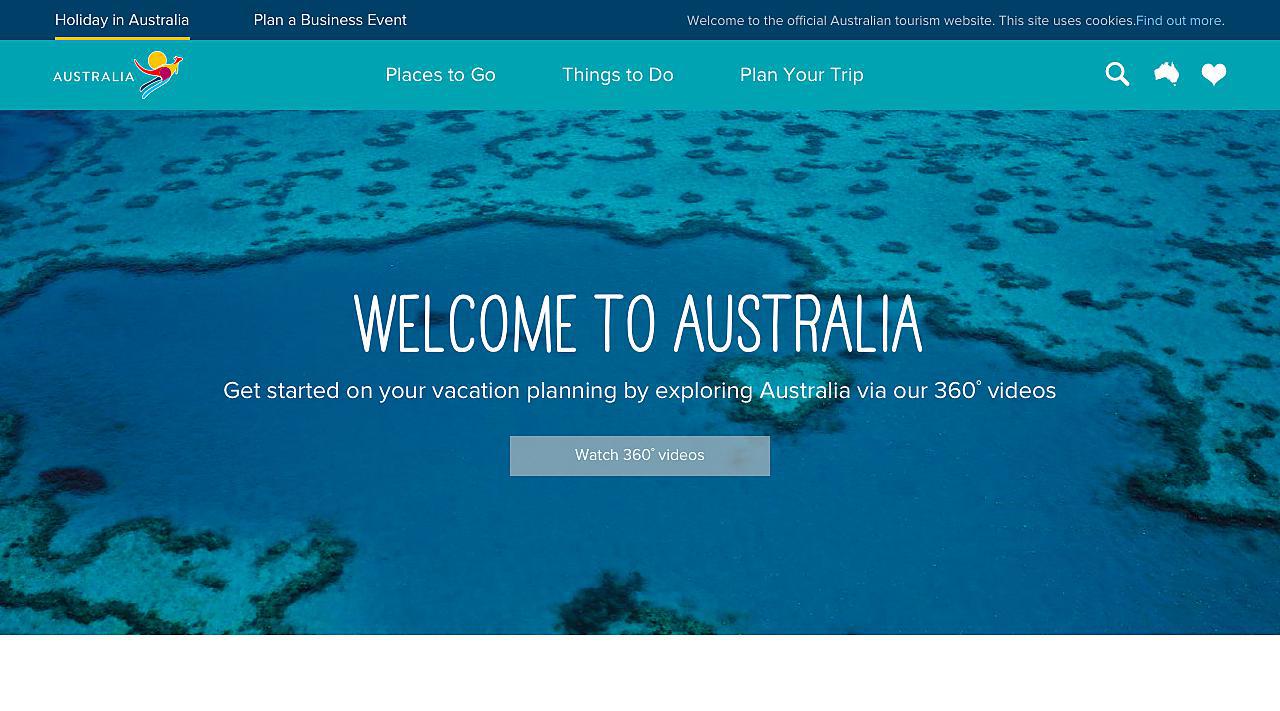 Holiday in Australia
Plan a Business Event
Welcome to the official Australian tourism website. This site uses cookies.Find out more.
AUSTRALIA
Places to Go
Things to Do
Plan Your Trip
WELCOME TO AUSTRALIA
Get started on your vacation planning by exploring Australia via our 360° videos
Watch 360° videos